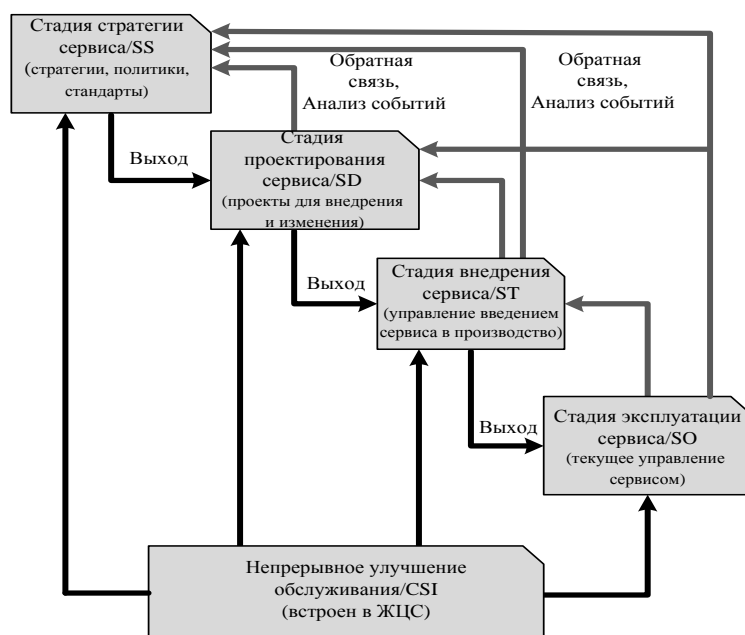 Стадия стратегии
сервиса/SS
(стратегии, политики,
стандарты)
Обратная
связь,
Анализ событий
Обратная
связь,
Анализ событий
Выход
Стадия
проектирования
сервиса/SD
(проекты для внедрения
и изменения)
Выход
Стадия внедрения
сервиса/ST
(управление введением
сервиса в производство)
Выход
Стадия эксплуатации
сервиса/SO
(текущее управление
сервисом)
Непрерывное улучшение
обслуживания/CSI
(встроен в ЖЦС)